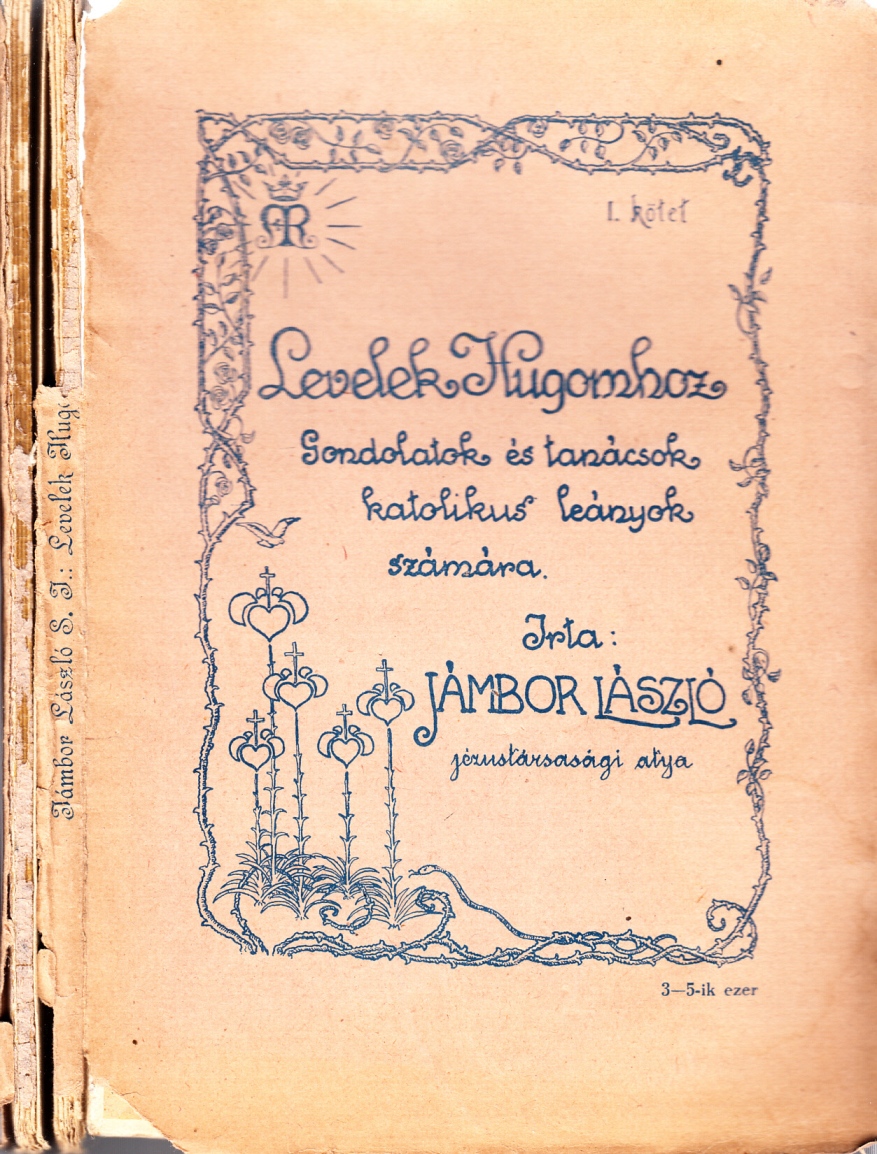 I. kötet
Levelek Hugomhoz
Gondolatok és tanácsok
katolikus leányok
számára.
Irta:
JÁMBOR LÁSZLÓ
jézustársasági atya
3—5-ik ezer
Jámbor László S. J.: Levelek Hug